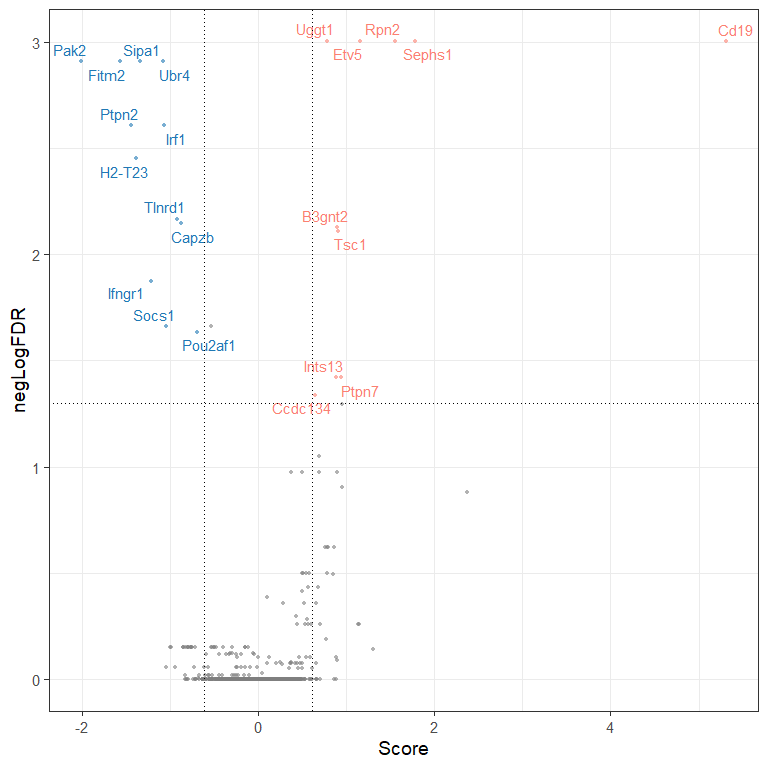 Uggt1 Rpn2 Cd19
Pak2 Sipa1 Etv5 Sephs1
Fitm2 Ubr4
Ptpn2
Irf1
H2-T23
Tlnrd1 B3gnt2
Capzb Tsc1
Ifngr1
Socs1
Pou2af1
Ints13
Ptpn7
Ccdc134
3
2
1
0
negLogFDR
-2 0 2 4
Score